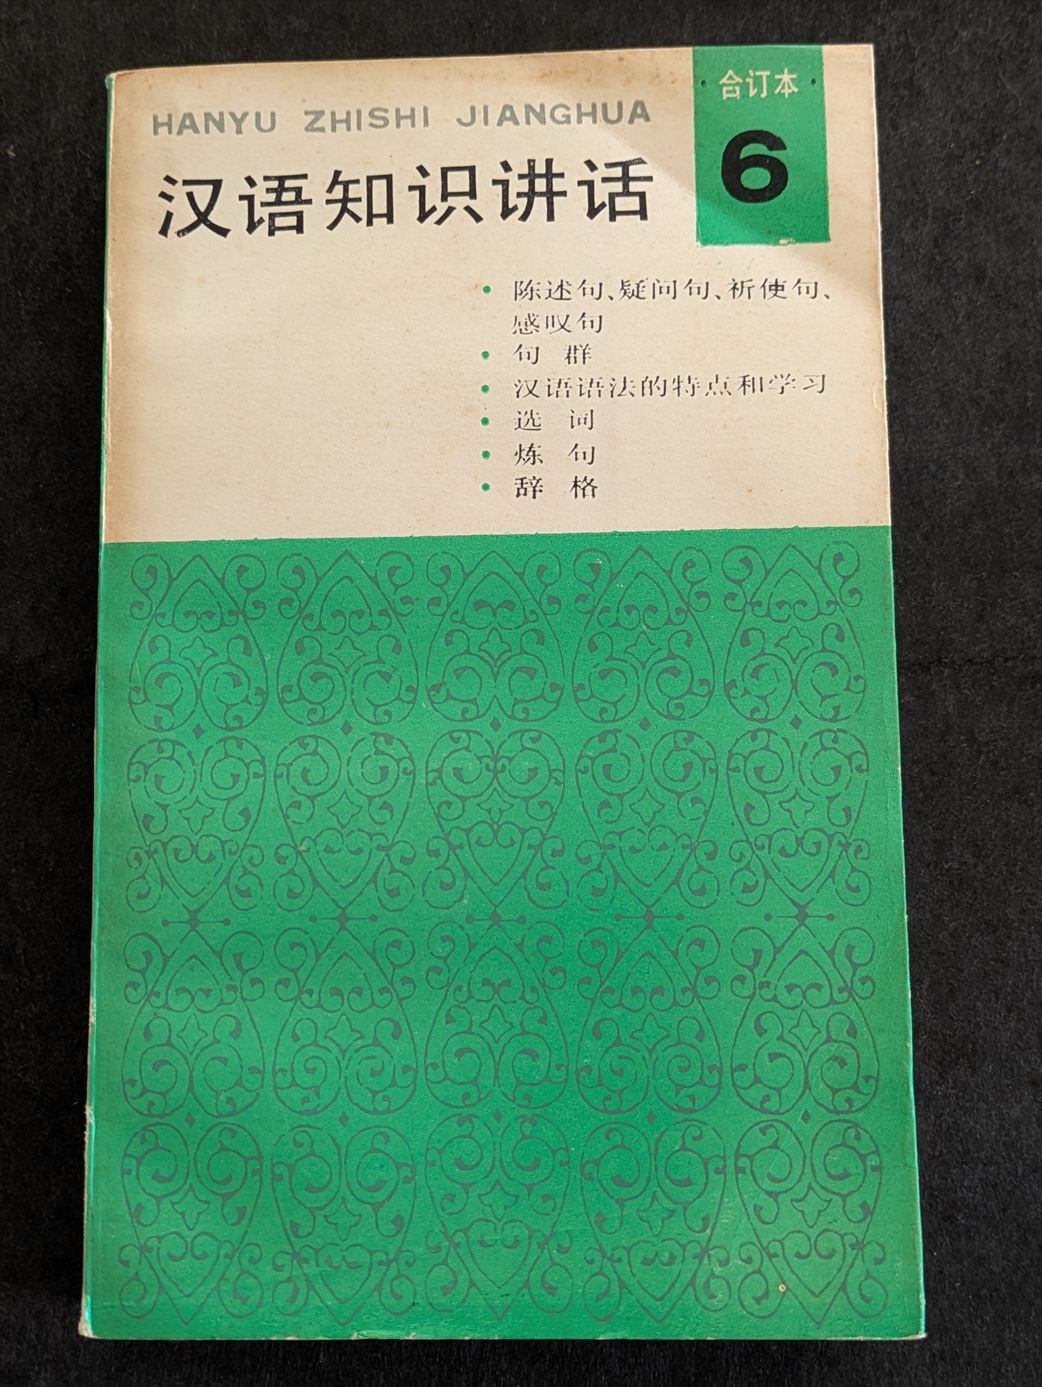 合订本
6
HANYU ZHISHI JIANGHUA
汉语知识讲话
• 陈述句、疑问句、祈使句、
感叹句
• 句 群
• 汉语语法的特点和学习
• 选 词
• 炼 句
• 辞 格